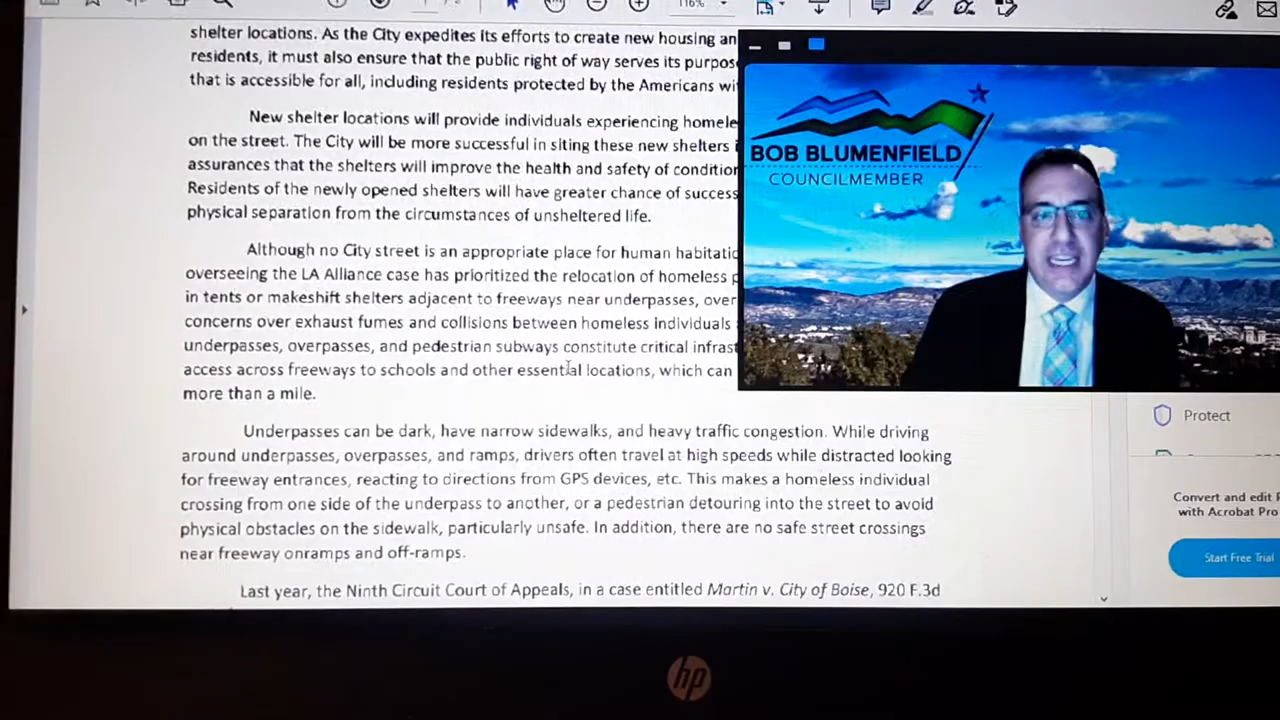 116%
shelter locations. As the City expedites its efforts to create new housing an
residents, it must also ensure that the public right of way serves its purpos
that is accessible for all, including residents protected by the Americans wi
New shelter locations will provide individuals experiencing homele
on the street. The City will be more successful in siting these new shelters i
assurances that the shelters will improve the health and safety of condition
Residents of the newly opened shelters will have greater chance of success
physical separation from the circumstances of unsheltered life.
Although no City street is an appropriate place for human habitatio
overseeing the LA Alliance case has prioritized the relocation of homeless p
in tents or makeshift shelters adjacent to freeways near underpasses, over
concerns over exhaust fumes and collisions between homeless individuals
underpasses, overpasses, and pedestrian subways constitute critical infrast
access across freeways to schools and other essential locations, which can
more than a mile.
Underpasses can be dark, have narrow sidewalks, and heavy traffic congestion. While driving
around underpasses, overpasses, and ramps, drivers often travel at high speeds while distracted looking
for freeway entrances, reacting to directions from GPS devices, etc. This makes a homeless individual
crossing from one side of the underpass to another, or a pedestrian detouring into the street to avoid
physical obstacles on the sidewalk, particularly unsafe. In addition, there are no safe street crossings
near freeway onramps and off-ramps.
Last year, the Ninth Circuit Court of Appeals, in a case entitled Martin v. City of Boise, 920 F.3d
BOB BLUMENFIELD
COUNCILMEMBER
Protect
Convert and edit P
with Acrobat Pro
Start Free Trial
hp